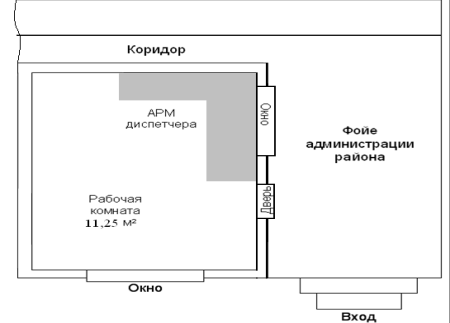 Коридор
АРМ
диспетчера
Окно
Фойе
администрации
района
Рабочая
комната
11,25 м²
Дверь
Окно
Вход